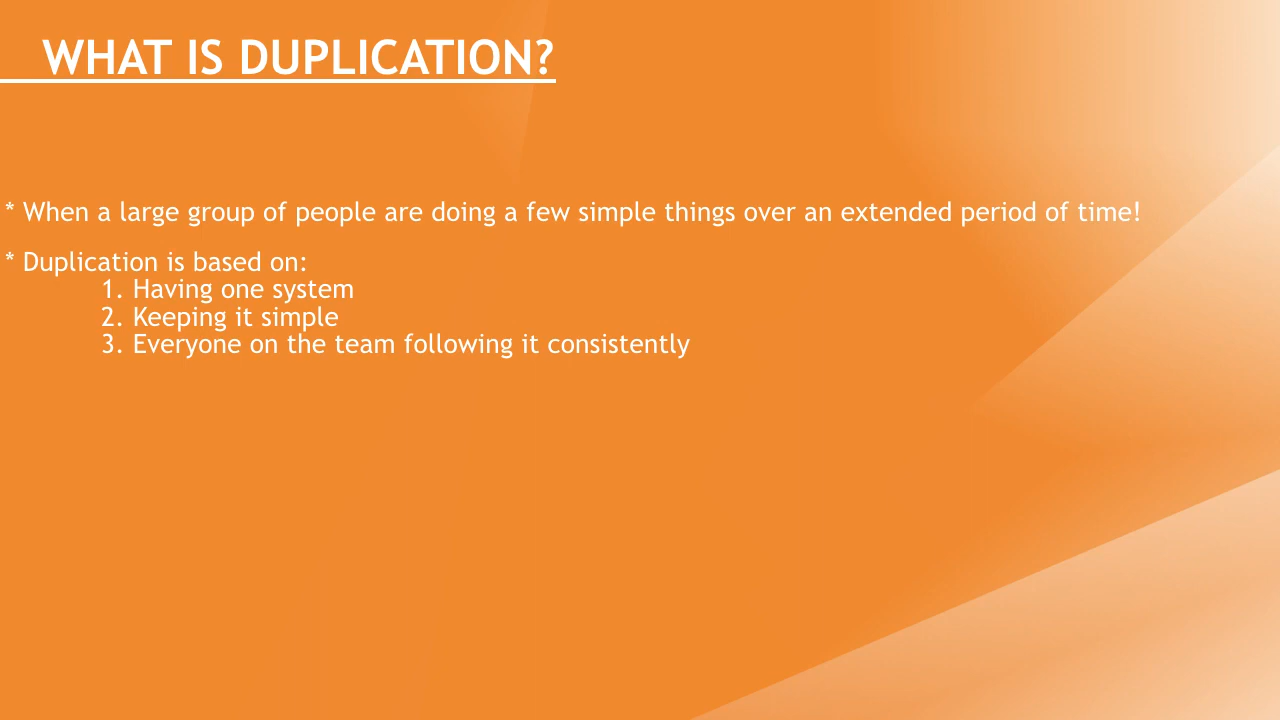 WHAT IS DUPLICATION?
* When a large group of people are doing a few simple things over an extended period of time!
* Duplication is based on:
1. Having one system
2. Keeping it simple
3. Everyone on the team following it consistently